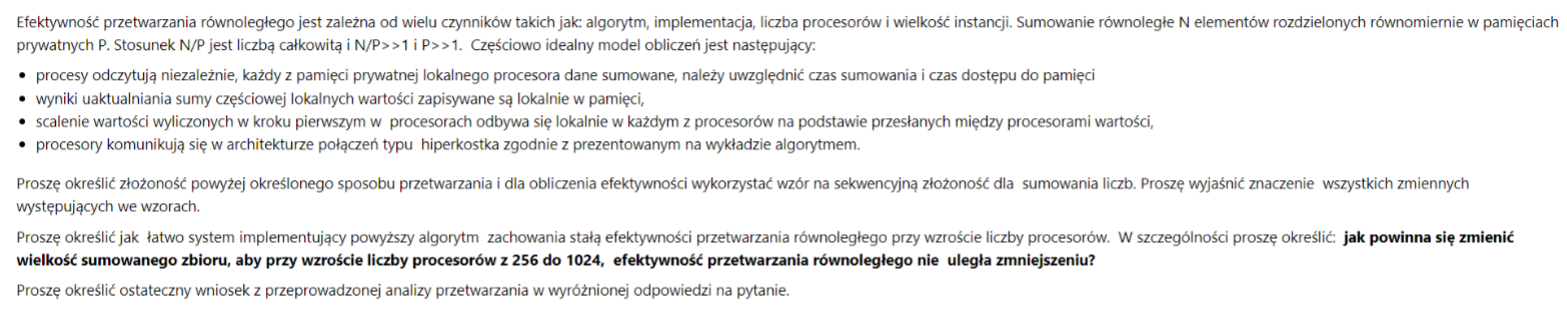 Efektywność przetwarzania równoległego jest zależna od wielu czynników takich jak: algorytm, implementacja, liczba procesorów i wielkość instancji. Sumowanie równoległe N elementów rozdzielonych równomiernie w pamięciach
prywatnych P. Stosunek N/P jest liczbą całkowitą i N/P>>1 i P>>1. Częściowo idealny model obliczeń jest następujący:
• procesy odczytują niezależnie, każdy z pamięci prywatnej lokalnego procesora dane sumowane, należy uwzględnić czas sumowania i czas dostępu do pamięci
• wyniki uaktualniania sumy częściowej lokalnych wartości zapisywane są lokalnie w pamięci,
• scalenie wartości wyliczonych w kroku pierwszym w procesorach odbywa się lokalnie w każdym z procesorów na podstawie przesłanych między procesorami wartości,
• procesory komunikują się w architekturze połączeń typu hiperkostka zgodnie z prezentowanym na wykładzie algorytmem.
Proszę określić złożoność powyżej określonego sposobu przetwarzania i dla obliczenia efektywności wykorzystać wzór na sekwencyjną złożoność dla sumowania liczb. Proszę wyjaśnić znaczenie wszystkich zmiennych
występujących we wzorach.
Proszę określić jak łatwo system implementujący powyższy algorytm zachowania stałą efektywności przetwarzania równoległego przy wzroście liczby procesorów. W szczególności proszę określić: jak powinna się zmienić
wielkość sumowanego zbioru, aby przy wzroście liczby procesorów z 256 do 1024, efektywność przetwarzania równoległego nie uległa zmniejszeniu?
Proszę określić ostateczny wniosek z przeprowadzonej analizy przetwarzania w wyróżnionej odpowiedzi na pytanie.